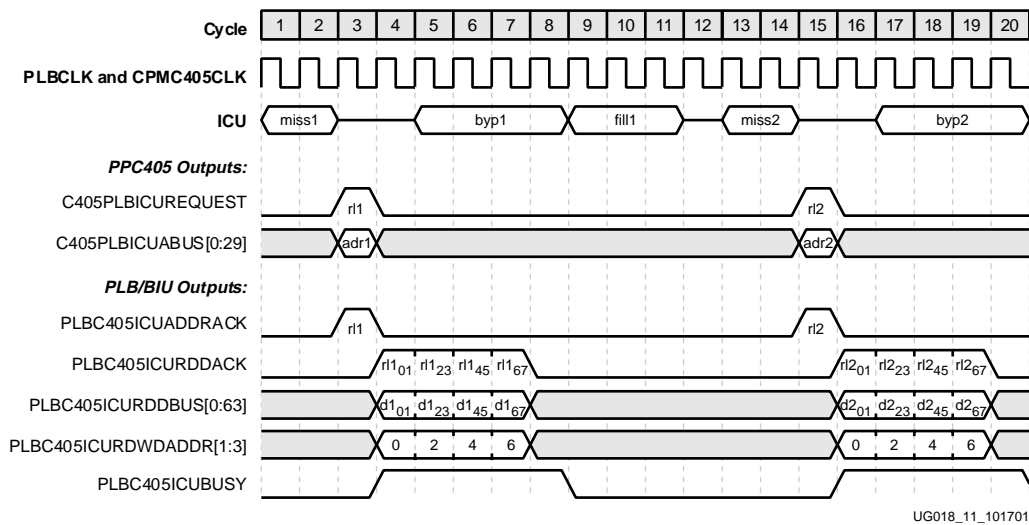 Cycle 1 2 3 4 5 6 7 8 9 10 11 12 13 14 15 16 17 18 19 20
PLBCLK and CPMC405CLK
ICU miss1 byp1 fill1 miss2 byp2
PPC405 Outputs:
C405PLBICUREQUEST rl1 rl2
C405PLBICUABUS[0:29] adr1 adr2
PLB/BIU Outputs:
PLBC405ICUADDRACK rl1 rl2
PLBC405ICURDDACK rl1₀₁ rl1₂₃ rl1₄₅ rl1₆₇ rl2₀₁ rl2₂₃ rl2₄₅ rl2₆₇
PLBC405ICURDDBUS[0:63] d1₀₁ d1₂₃ d1₄₅ d1₆₇ d2₀₁ d2₂₃ d2₄₅ d2₆₇
PLBC405ICURDWDADDR[1:3] 0 2 4 6 0 2 4 6
PLBC405ICUBUSY
UG018_11_101701